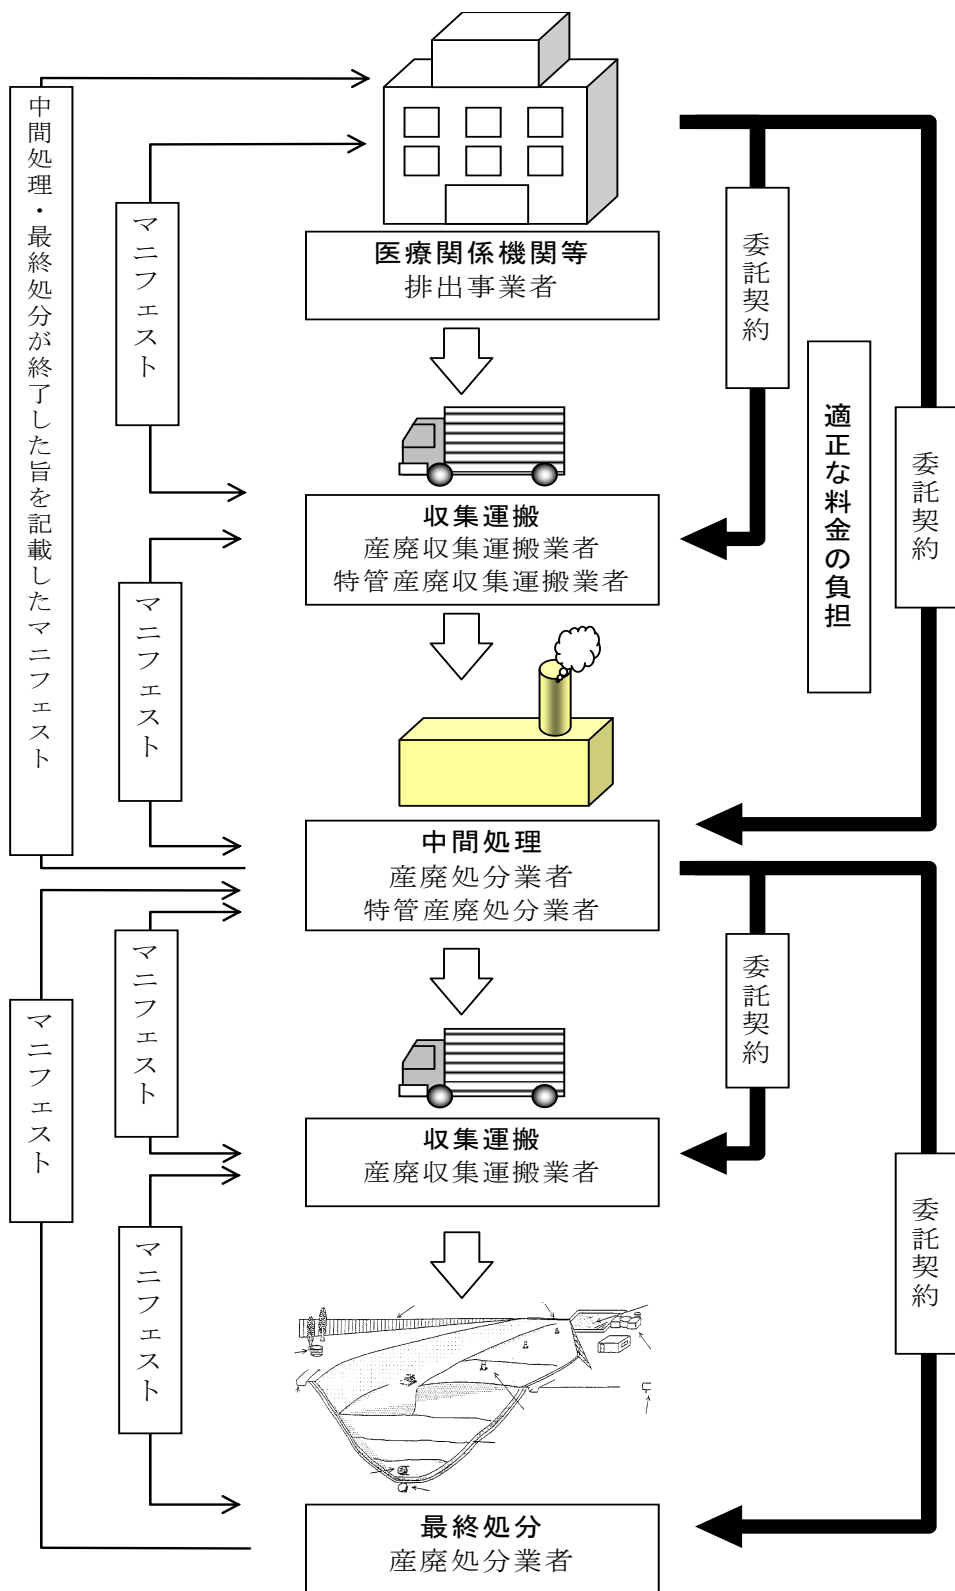 中間処理・最終処分が終了した旨を記載したマニフェスト
マニフェスト
医療関係機関等
排出事業者
委託契約
適正な料金の負担
委託契約
収集運搬
産廃収集運搬業者
特管産廃収集運搬業者
マニフェスト
中間処理
産廃処分業者
特管産廃処分業者
マニフェスト
マニフェスト
委託契約
収集運搬
産廃収集運搬業者
マニフェスト
委託契約
最終処分
産廃処分業者